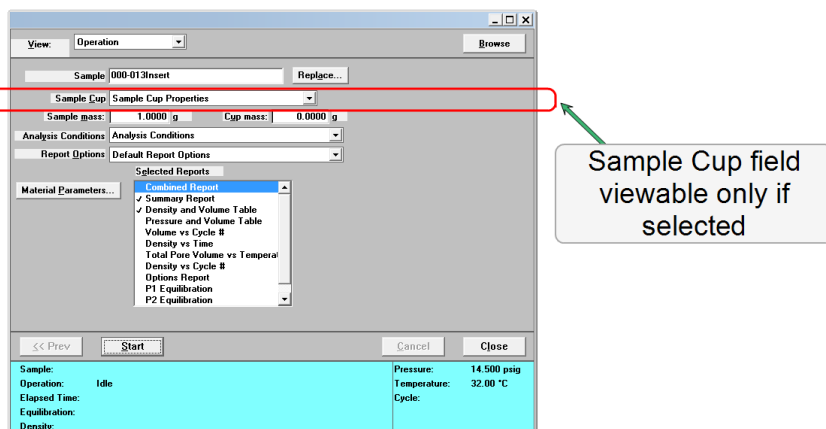 View: Operation Browse
Sample 000-013Insert Replace...
Sample Cup Sample Cup Properties
Sample mass: 1.0000 g Cup mass: 0.0000 g
Analysis Conditions Analysis Conditions
Report Options Default Report Options
Selected Reports
Material Parameters...
Combined Report
✓ Summary Report
✓ Density and Volume Table
Pressure and Volume Table
Volume vs Cycle #
Density vs Time
Total Pore Volume vs Temperat
Density vs Cycle #
Options Report
P1 Equilibration
P2 Equilibration
<< Prev Start Cancel Close
Sample: Pressure: 14.500 psig
Operation: Idle Temperature: 32.00 °C
Elapsed Time: Cycle:
Equilibration:
Density:
Sample Cup field
viewable only if
selected